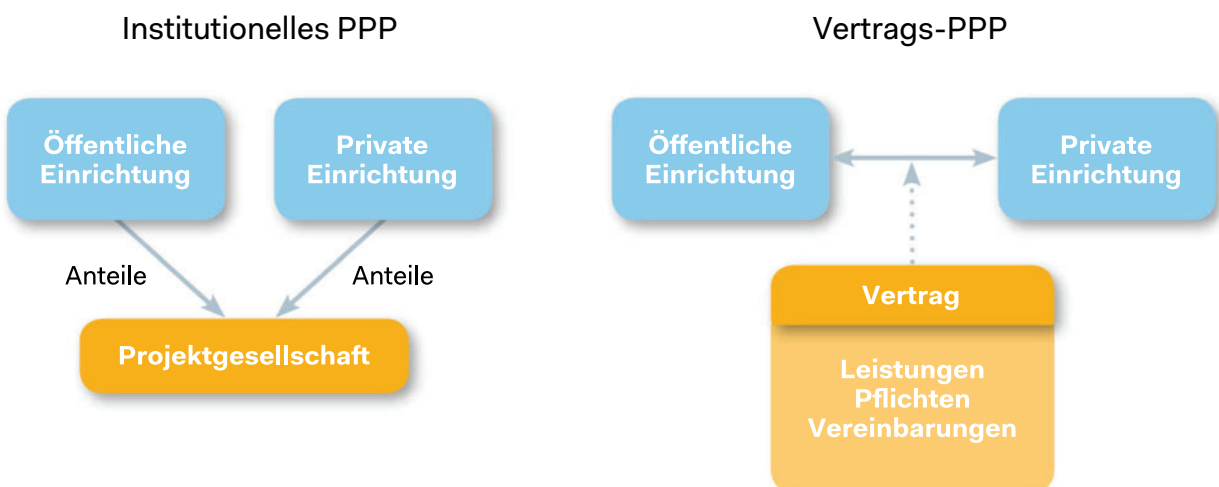 Institutionelles PPP
Öffentliche
Einrichtung
Private
Einrichtung
Anteile
Anteile
Projektgesellschaft
Vertrags-PPP
Öffentliche
Einrichtung
Private
Einrichtung
Vertrag
Leistungen
Pflichten
Vereinbarungen